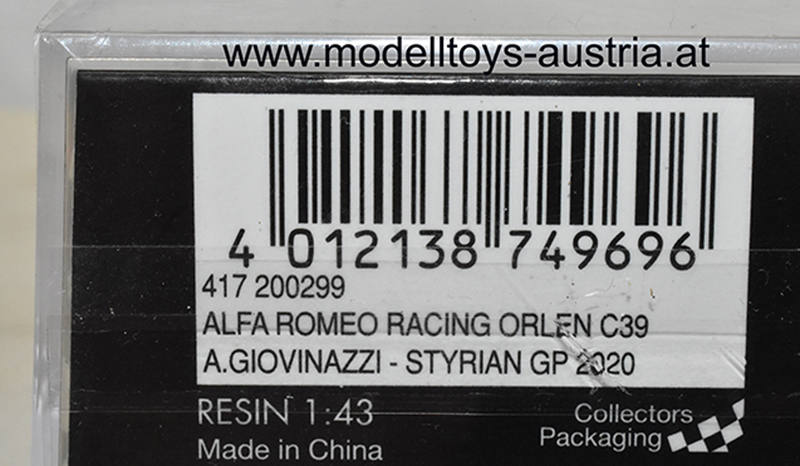 www.modelltoys-austria.at
4 012138 749696
417 200299
ALFA ROMEO RACING ORLEN C39
A.GIOVINAZZI - STYRIAN GP 2020
RESIN 1:43
Made in China
Collectors
Packaging